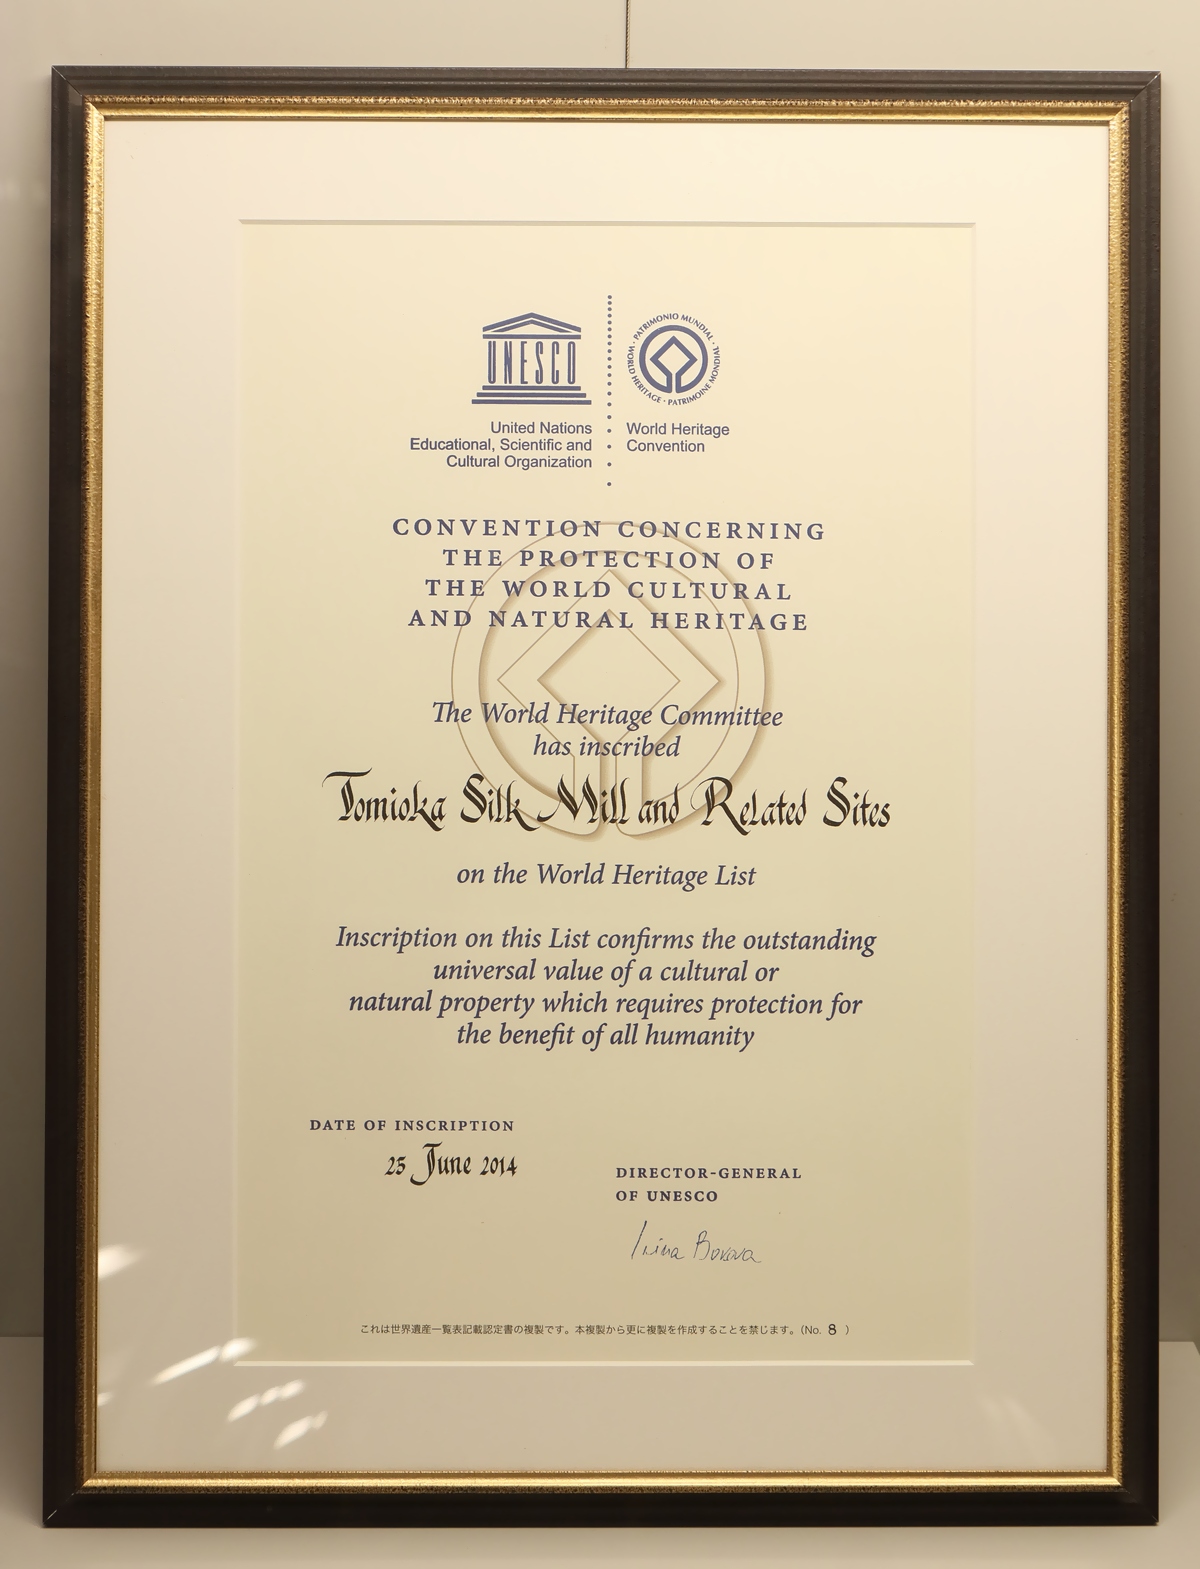 UNESCO
PATRIMONIO MUNDIAL • WORLD HERITAGE • PATRIMOINE MONDIAL •
United Nations
Educational, Scientific and
Cultural Organization
World Heritage
Convention
CONVENTION CONCERNING
THE PROTECTION OF
THE WORLD CULTURAL
AND NATURAL HERITAGE
The World Heritage Committee
has inscribed
Tomioka Silk Mill and Related Sites
on the World Heritage List
Inscription on this List confirms the outstanding
universal value of a cultural or
natural property which requires protection for
the benefit of all humanity
DATE OF INSCRIPTION
25 June 2014
DIRECTOR-GENERAL
OF UNESCO
Irina Bokova
これは世界遺産一覧表記載認定書の複製です。本複製から更に複製を作成することを禁じます。(No. 8 )